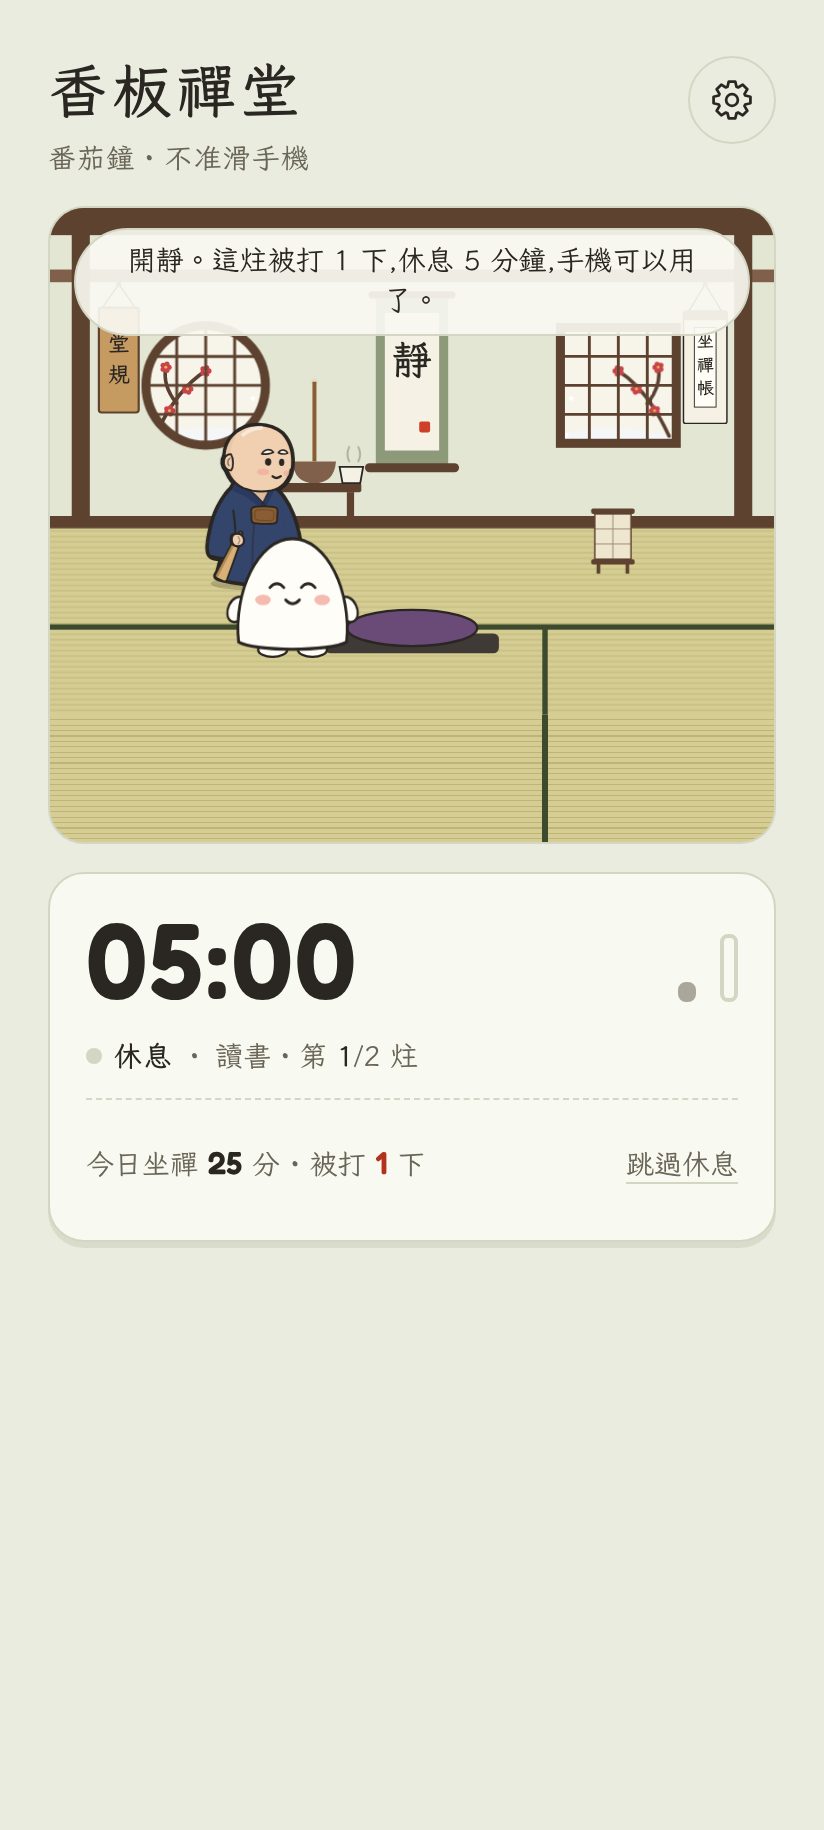 香板禪堂
番茄鐘・不准滑手機
開靜。這炷被打 1 下,休息 5 分鐘,手機可以用
了。
堂規
靜
坐禪帳
05:00
休息 · 讀書・第 1/2 炷
今日坐禪 25 分・被打 1 下
跳過休息